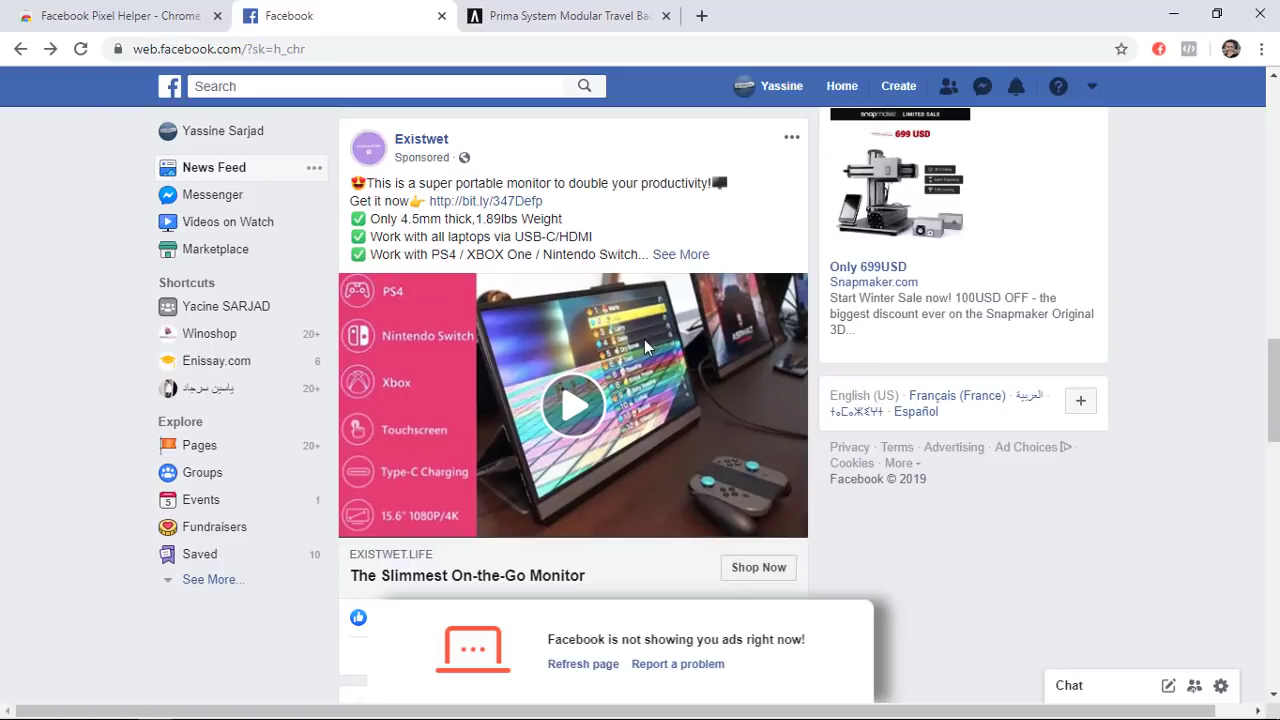 Facebook Pixel Helper - Chrome
Facebook
Prima System Modular Travel Bac
web.facebook.com/?sk=h_chr
Search
Yassine
Home
Create
Yassine Sarjad
News Feed
Messenger
Videos on Watch
Marketplace
Shortcuts
Yasine SARJAD
Winoshop 20+
Enissay.com 6
ياسين سرجاد 20+
Explore
Pages 20+
Groups
Events 1
Fundraisers
Saved 10
See More...
Existwet
Sponsored ·
😍This is a super portable monitor to double your productivity!🖥
Get it now👉 http://bit.ly/347Defp
✅ Only 4.5mm thick,1.89lbs Weight
✅ Work with all laptops via USB-C/HDMI
✅ Work with PS4 / XBOX One / Nintendo Switch... See More
PS4
Nintendo Switch
Xbox
Touchscreen
Type-C Charging
15.6" 1080P/4K
EXISTWET.LIFE
The Slimmest On-the-Go Monitor
Shop Now
Facebook is not showing you ads right now!
Refresh page Report a problem
snapmaker LIMITED SALE
699 USD
Only 699USD
Snapmaker.com
Start Winter Sale now! 100USD OFF - the
biggest discount ever on the Snapmaker Original
3D...
English (US) · Français (France) · العربية ·
ⵜⴰⵎⴰⵣⵉⵖⵜ · Español
Privacy · Terms · Advertising · Ad Choices ·
Cookies · More
Facebook © 2019
Chat